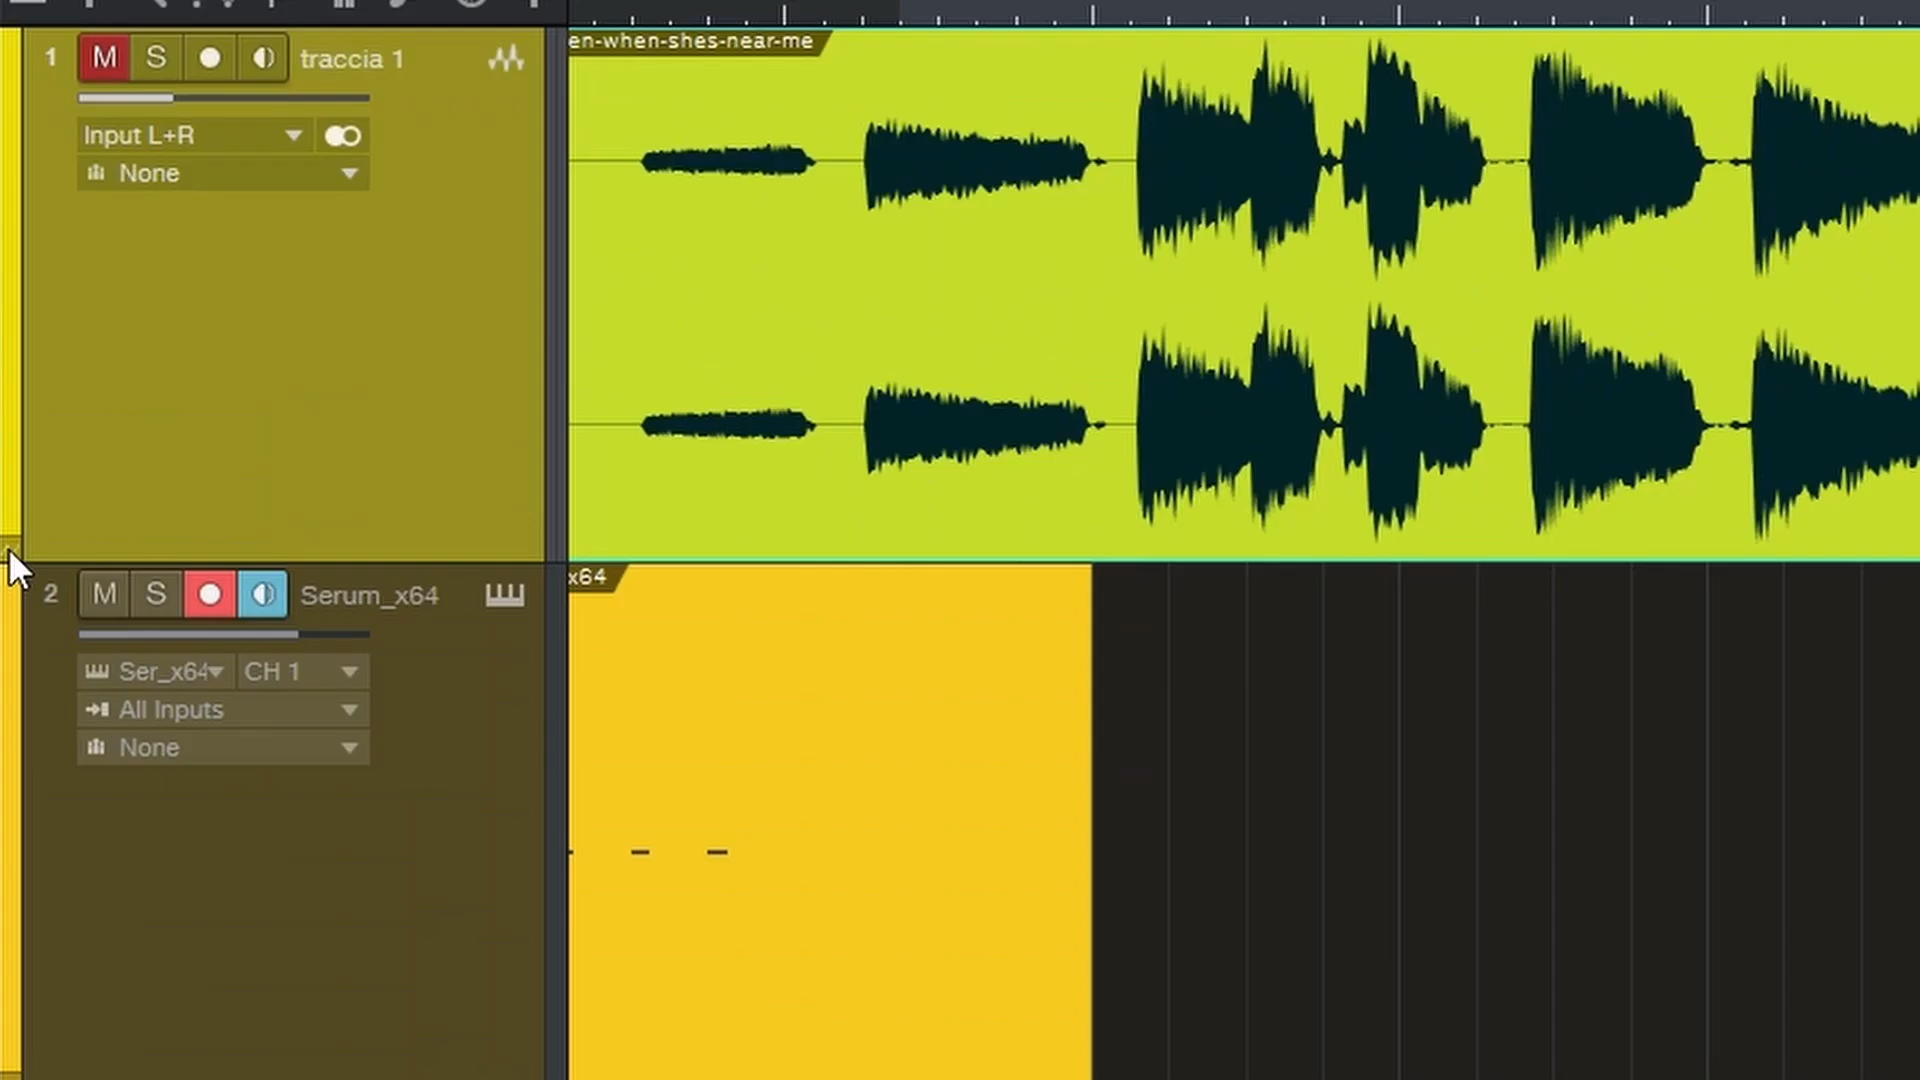 1 M S traccia 1
Input L+R
None
en-when-shes-near-me
2 M S Serum_x64
Ser_x64 CH 1
All Inputs
None
x64